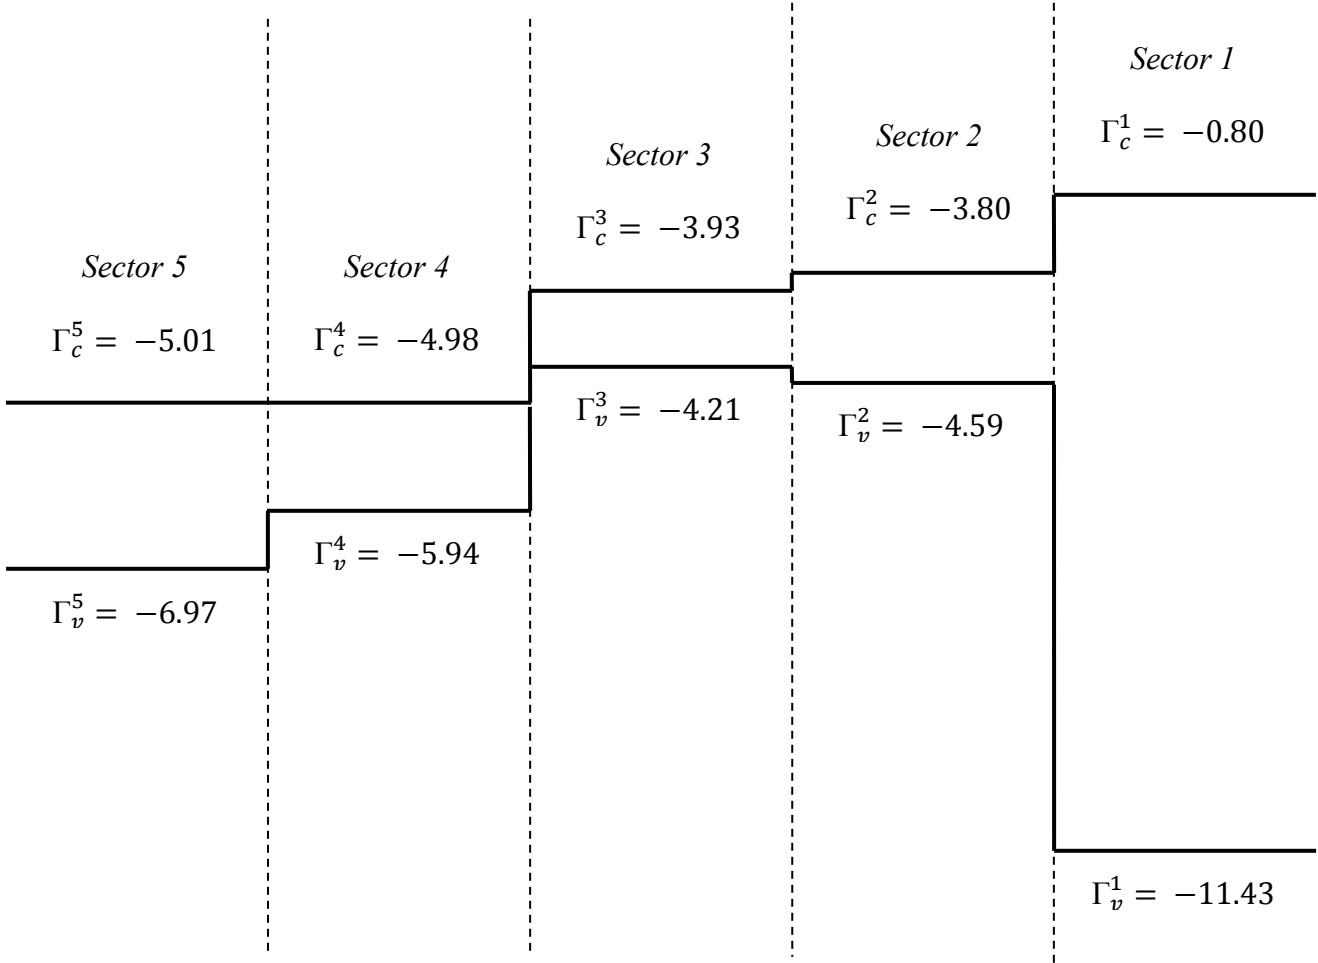 Sector 1
Γ_c^1 = −0.80
Sector 2
Γ_c^2 = −3.80
Sector 3
Γ_c^3 = −3.93
Sector 5
Γ_c^5 = −5.01
Sector 4
Γ_c^4 = −4.98
Γ_v^3 = −4.21
Γ_v^2 = −4.59
Γ_v^4 = −5.94
Γ_v^5 = −6.97
Γ_v^1 = −11.43